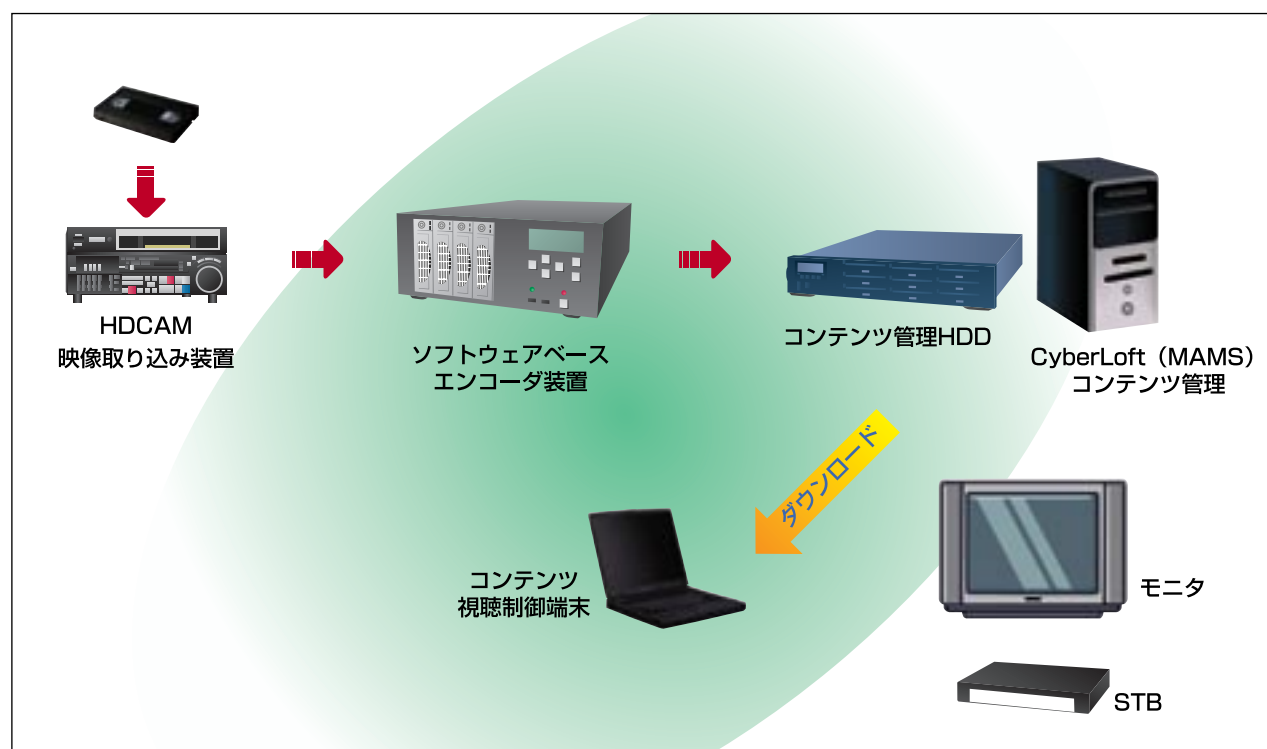 HDCAM
映像取り込み装置
ソフトウェアベース
エンコーダ装置
コンテンツ管理HDD
CyberLoft（MAMS）
コンテンツ管理
ダウンロード
コンテンツ
視聴制御端末
モニタ
STB